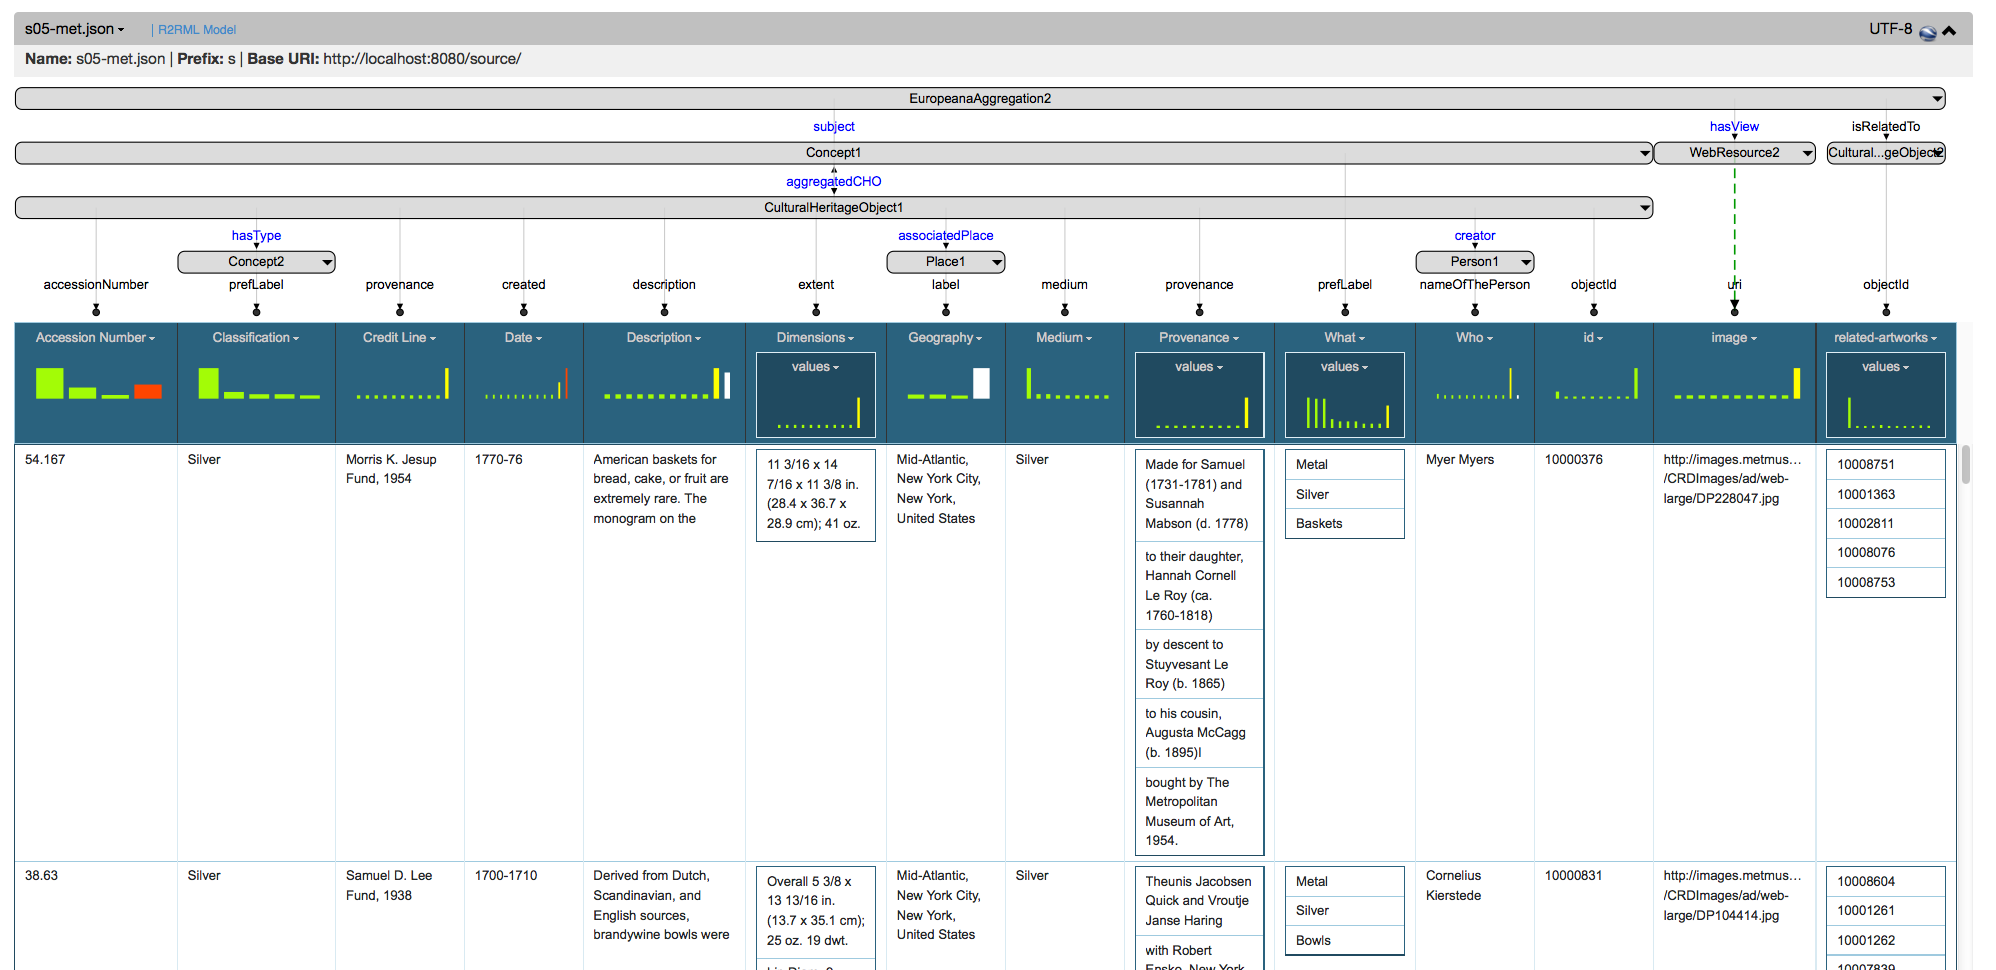 s05-met.json | R2RML Model UTF-8
Name: s05-met.json | Prefix: s | Base URI: http://localhost:8080/source/
EuropeanaAggregation2
subject hasView isRelatedTo
Concept1 WebResource2 Cultural...geObject2
aggregatedCHO
CulturalHeritageObject1
hasType associatedPlace creator
Concept2 Place1 Person1
accessionNumber prefLabel provenance created description extent label medium provenance prefLabel nameOfThePerson objectId uri objectId
Accession Number Classification Credit Line Date Description Dimensions Geography Medium Provenance What Who id image related-artworks
values values values values
54.167
Silver
Morris K. Jesup
Fund, 1954
1770-76
American baskets for
bread, cake, or fruit are
extremely rare. The
monogram on the
11 3/16 x 14
7/16 x 11 3/8 in.
(28.4 x 36.7 x
28.9 cm); 41 oz.
Mid-Atlantic,
New York City,
New York,
United States
Silver
Made for Samuel
(1731-1781) and
Susannah
Mabson (d. 1778)
to their daughter,
Hannah Cornell
Le Roy (ca.
1760-1818)
by descent to
Stuyvesant Le
Roy (b. 1865)
to his cousin,
Augusta McCagg
(b. 1895)l
bought by The
Metropolitan
Museum of Art,
1954.
Metal
Silver
Baskets
Myer Myers
10000376
http://images.metmus...
/CRDImages/ad/web-
large/DP228047.jpg
10008751
10001363
10002811
10008076
10008753
38.63
Silver
Samuel D. Lee
Fund, 1938
1700-1710
Derived from Dutch,
Scandinavian, and
English sources,
brandywine bowls were
Overall 5 3/8 x
13 13/16 in.
(13.7 x 35.1 cm);
25 oz. 19 dwt.
Mid-Atlantic,
New York City,
New York,
United States
Silver
Theunis Jacobsen
Quick and Vroutje
Janse Haring
with Robert
Ensko, New York
Metal
Silver
Bowls
Cornelius
Kierstede
10000831
http://images.metmus...
/CRDImages/ad/web-
large/DP104414.jpg
10008604
10001261
10001262
10007839